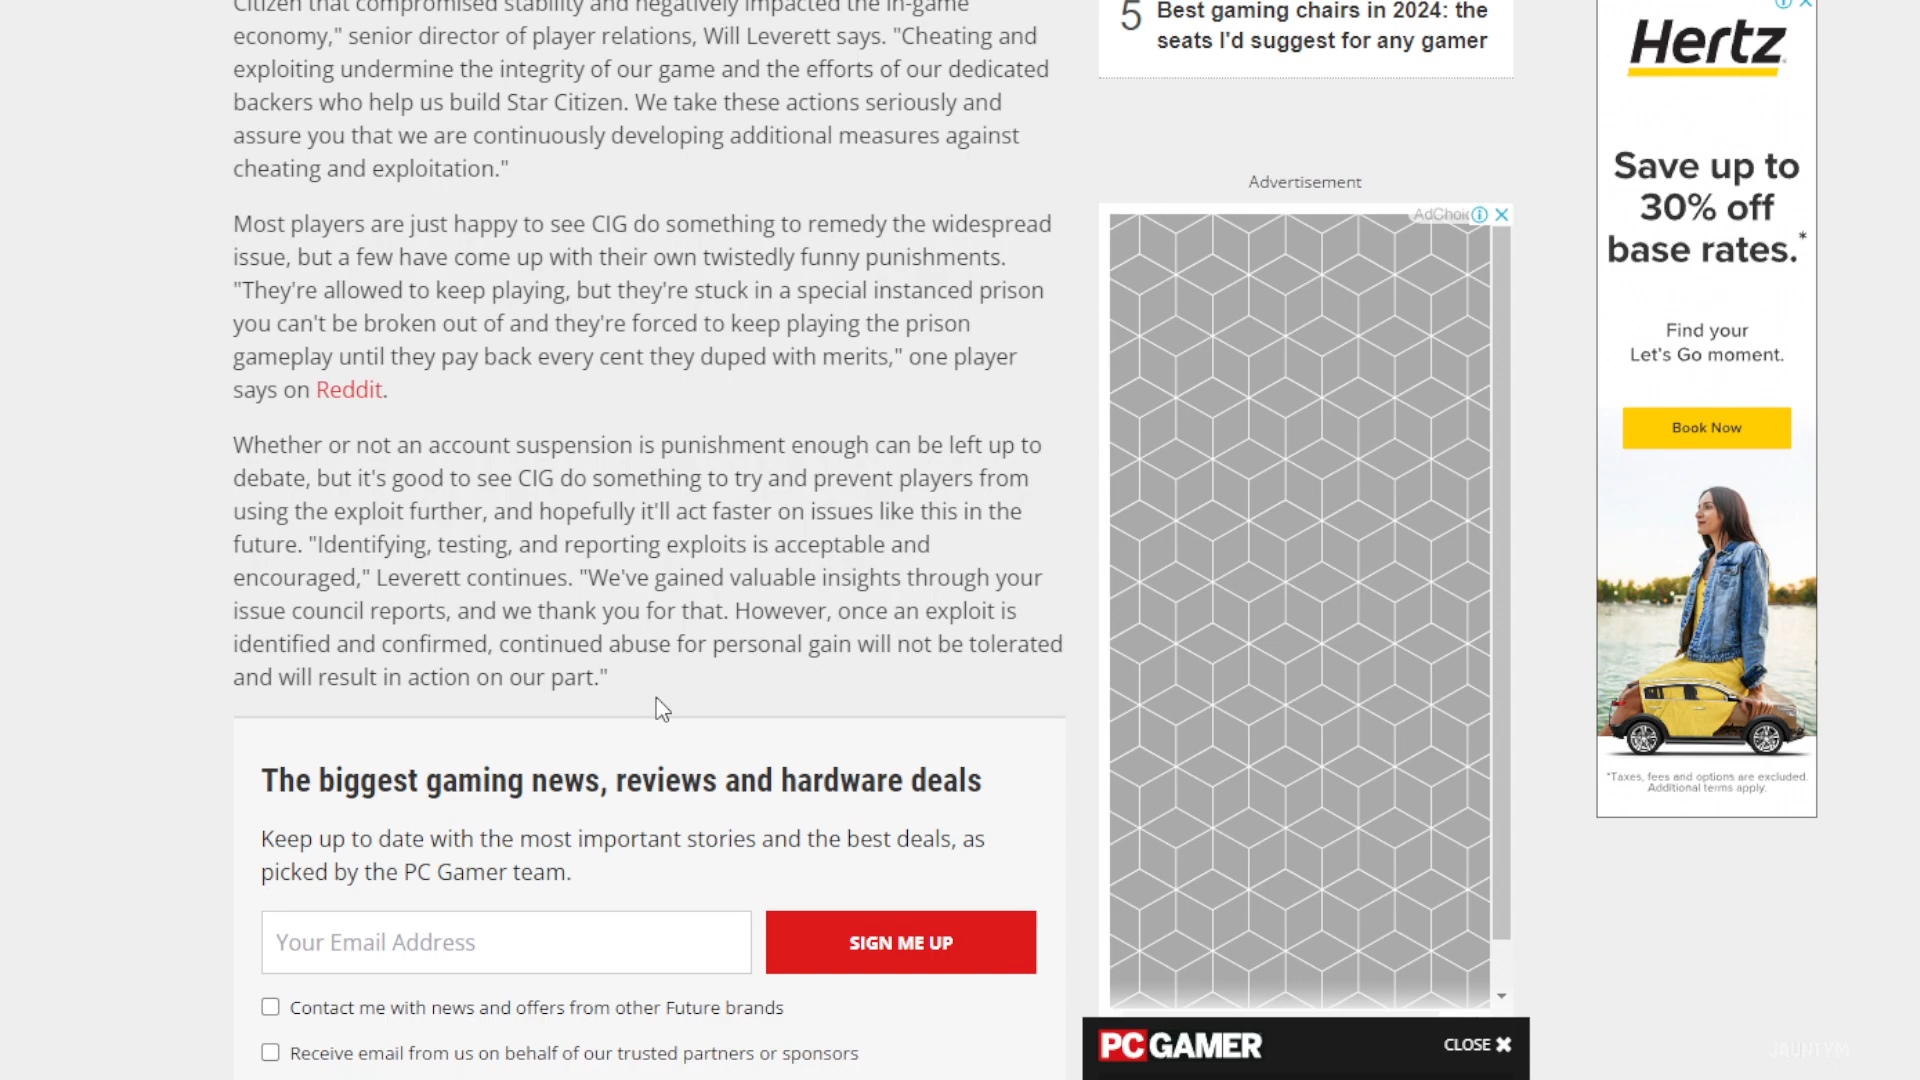 Citizen that compromised stability and negatively impacted the in-game
economy," senior director of player relations, Will Leverett says. "Cheating and
exploiting undermine the integrity of our game and the efforts of our dedicated
backers who help us build Star Citizen. We take these actions seriously and
assure you that we are continuously developing additional measures against
cheating and exploitation."
Most players are just happy to see CIG do something to remedy the widespread
issue, but a few have come up with their own twistedly funny punishments.
"They're allowed to keep playing, but they're stuck in a special instanced prison
you can't be broken out of and they're forced to keep playing the prison
gameplay until they pay back every cent they duped with merits," one player
says on Reddit.
Whether or not an account suspension is punishment enough can be left up to
debate, but it's good to see CIG do something to try and prevent players from
using the exploit further, and hopefully it'll act faster on issues like this in the
future. "Identifying, testing, and reporting exploits is acceptable and
encouraged," Leverett continues. "We've gained valuable insights through your
issue council reports, and we thank you for that. However, once an exploit is
identified and confirmed, continued abuse for personal gain will not be tolerated
and will result in action on our part."
The biggest gaming news, reviews and hardware deals
Keep up to date with the most important stories and the best deals, as
picked by the PC Gamer team.
Your Email Address
SIGN ME UP
Contact me with news and offers from other Future brands
Receive email from us on behalf of our trusted partners or sponsors
5 Best gaming chairs in 2024: the
seats I'd suggest for any gamer
Advertisement
AdChoic
PC GAMER
CLOSE
Hertz
Save up to
30% off
base rates.*
Find your
Let's Go moment.
Book Now
*Taxes, fees and options are excluded.
Additional terms apply.
JAUNTYM